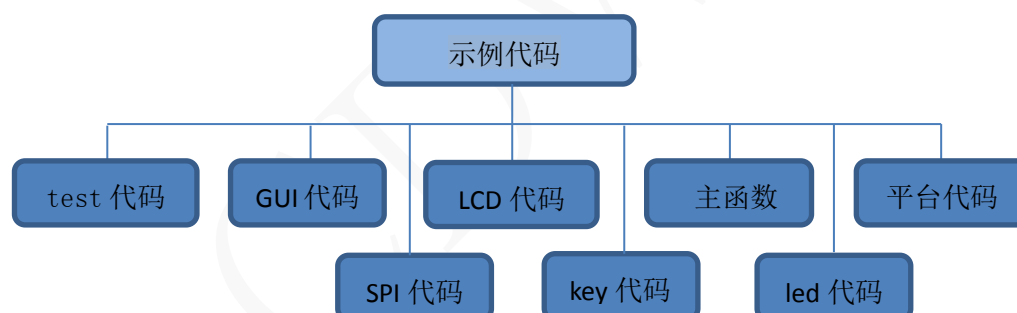 示例代码
test 代码
GUI 代码
LCD 代码
主函数
平台代码
SPI 代码
key 代码
led 代码